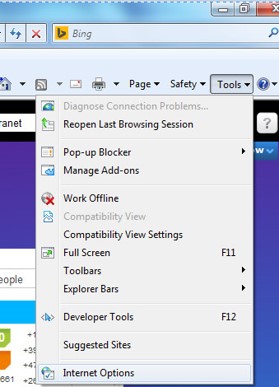 Bing
Page Safety Tools
Diagnose Connection Problems...
ranet
Reopen Last Browsing Session
Pop-up Blocker
Manage Add-ons
Work Offline
Compatibility View
Compatibility View Settings
Full Screen F11
Toolbars
eople
Explorer Bars
Developer Tools F12
Suggested Sites
Internet Options